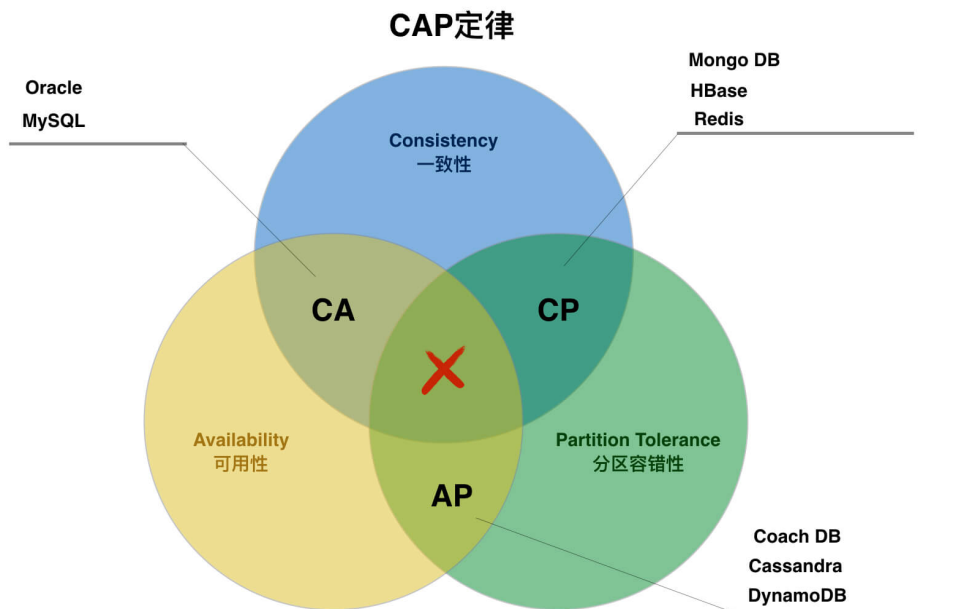 CAP定律
Oracle
MySQL
Mongo DB
HBase
Redis
Consistency
一致性
CA
CP
Availability
可用性
Partition Tolerance
分区容错性
AP
Coach DB
Cassandra
DynamoDB